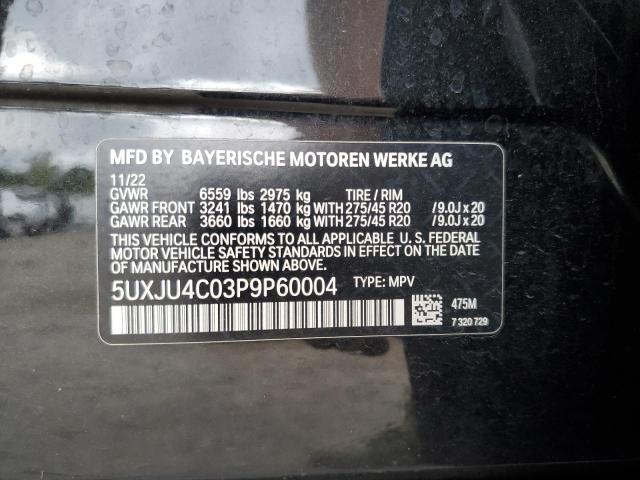 MFD BY BAYERISCHE MOTOREN WERKE AG
11/22
GVWR 6559 lbs 2975 kg TIRE / RIM
GAWR FRONT 3241 lbs 1470 kg WITH 275/45 R20 /9.0J x 20
GAWR REAR 3660 lbs 1660 kg WITH 275/45 R20 /9.0J x 20
THIS VEHICLE CONFORMS TO ALL APPLICABLE U. S. FEDERAL
MOTOR VEHICLE SAFETY STANDARDS IN EFFECT ON THE DATE
OF MANUFACTURE SHOWN ABOVE.
5UXJU4C03P9P60004 TYPE: MPV
475M
7 320 729